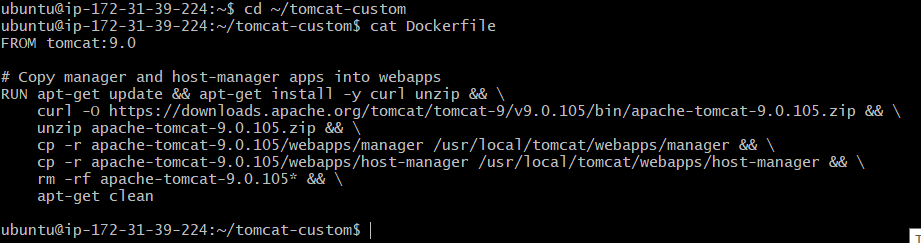 ubuntu@ip-172-31-39-224:~$ cd ~/tomcat-custom
ubuntu@ip-172-31-39-224:~/tomcat-custom$ cat Dockerfile
FROM tomcat:9.0

# Copy manager and host-manager apps into webapps
RUN apt-get update && apt-get install -y curl unzip && \
    curl -O https://downloads.apache.org/tomcat/tomcat-9/v9.0.105/bin/apache-tomcat-9.0.105.zip && \
    unzip apache-tomcat-9.0.105.zip && \
    cp -r apache-tomcat-9.0.105/webapps/manager /usr/local/tomcat/webapps/manager && \
    cp -r apache-tomcat-9.0.105/webapps/host-manager /usr/local/tomcat/webapps/host-manager && \
    rm -rf apache-tomcat-9.0.105* && \
    apt-get clean

ubuntu@ip-172-31-39-224:~/tomcat-custom$